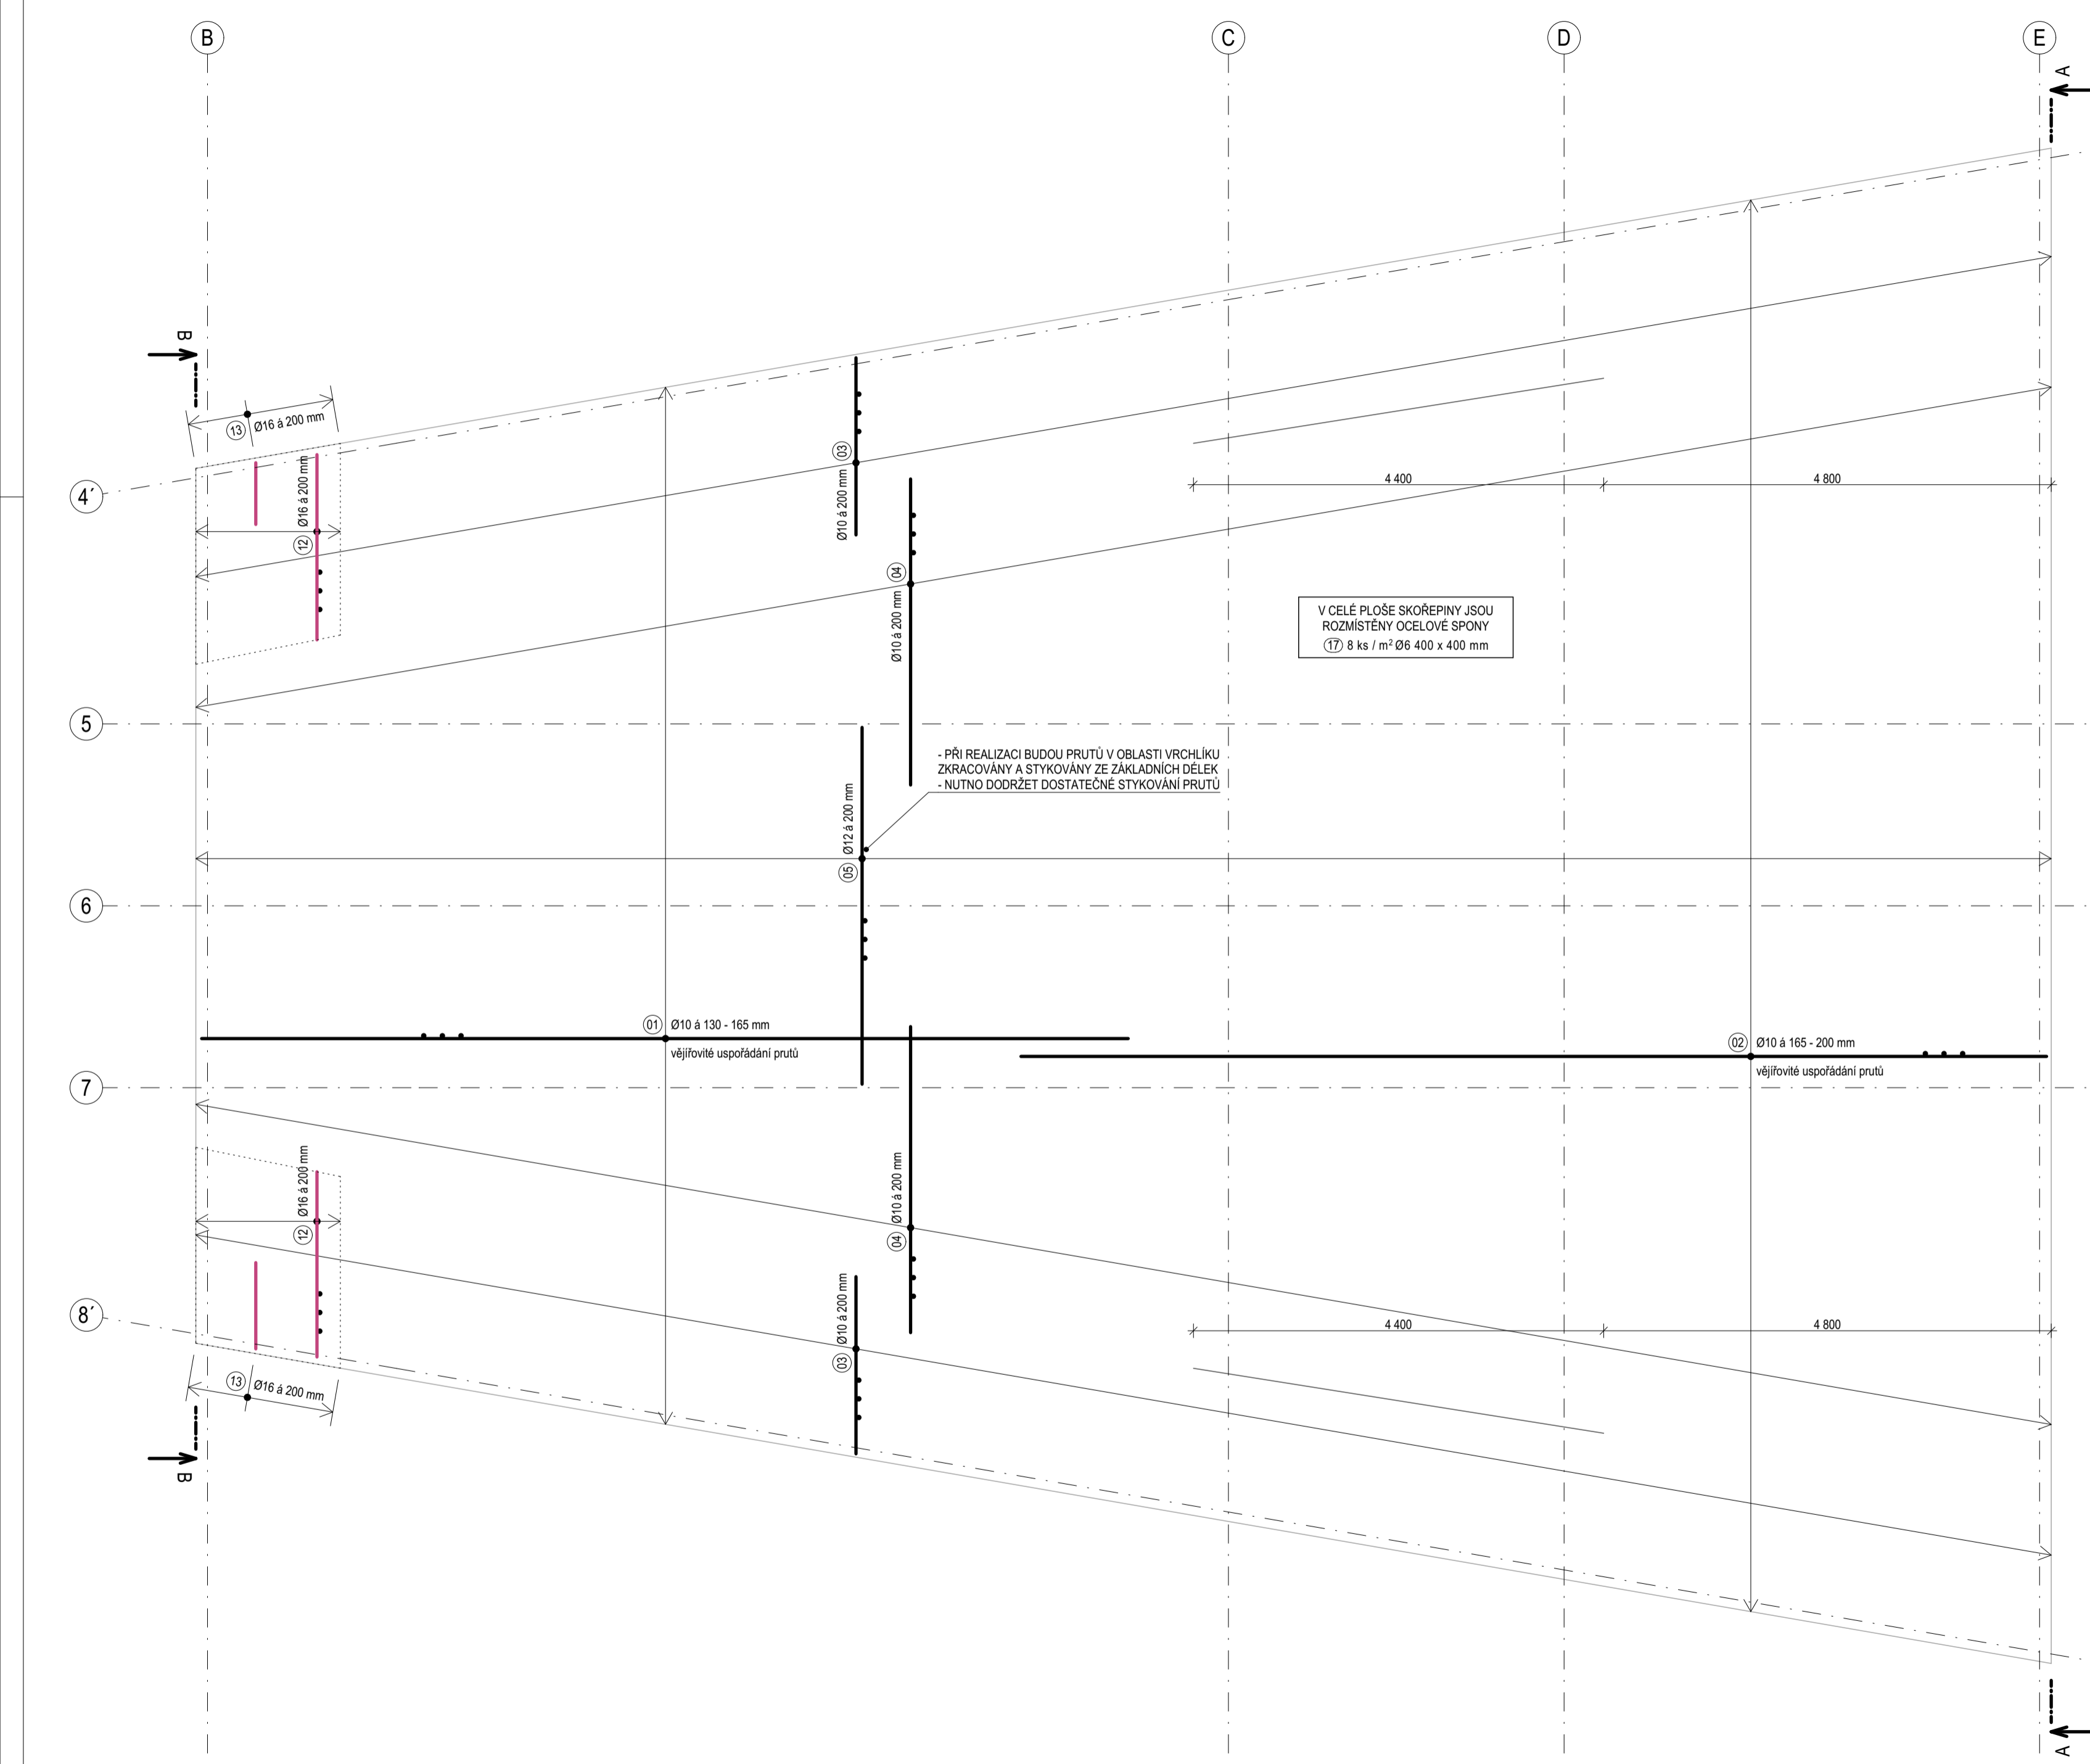 B
C
D
E
A
B
13
Ø16 á 200 mm
4´
12
Ø16 á 200 mm
03
Ø10 á 200 mm
04
Ø10 á 200 mm
4 400
4 800
V CELÉ PLOŠE SKOŘEPINY JSOU
ROZMÍSTĚNY OCELOVÉ SPONY
17 8 ks / m² Ø6 400 x 400 mm
5
- PŘI REALIZACI BUDOU PRUTŮ V OBLASTI VRCHLÍKU
ZKRACOVÁNY A STYKOVÁNY ZE ZÁKLADNÍCH DÉLEK
- NUTNO DODRŽET DOSTATEČNÉ STYKOVÁNÍ PRUTŮ
05
Ø12 á 200 mm
6
01 Ø10 á 130 - 165 mm
vějířovité uspořádání prutů
02 Ø10 á 165 - 200 mm
vějířovité uspořádání prutů
7
12
Ø16 á 200 mm
04
Ø10 á 200 mm
8´
03
Ø10 á 200 mm
4 400
4 800
13
Ø16 á 200 mm
B
A